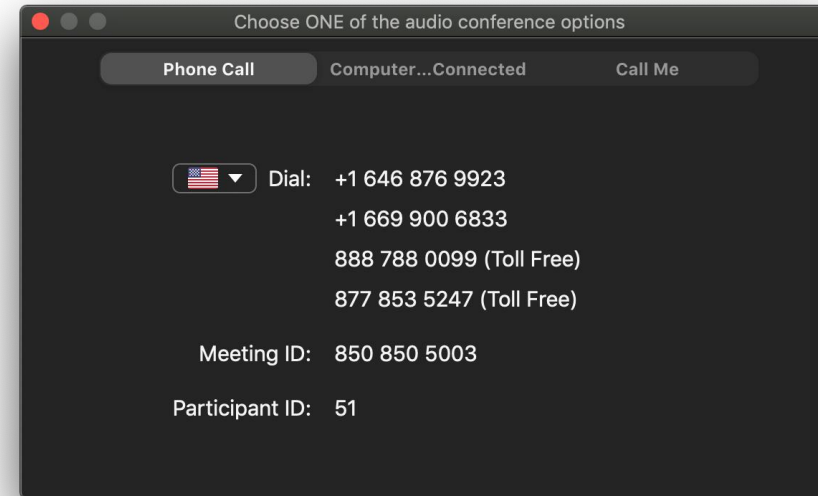 Choose ONE of the audio conference options
Phone Call Computer...Connected Call Me
Dial: +1 646 876 9923
+1 669 900 6833
888 788 0099 (Toll Free)
877 853 5247 (Toll Free)
Meeting ID: 850 850 5003
Participant ID: 51